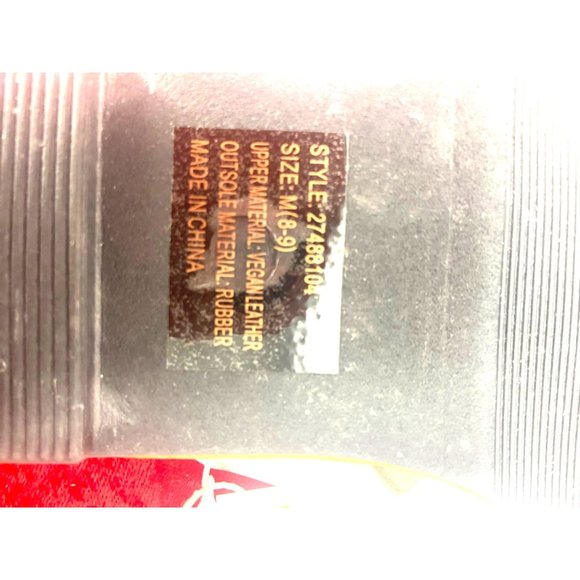 STYLE: 27488104
SIZE: M(8-9)
UPPER MATERIAL: VEGAN LEATHER
OUTSOLE MATERIAL: RUBBER
MADE IN CHINA